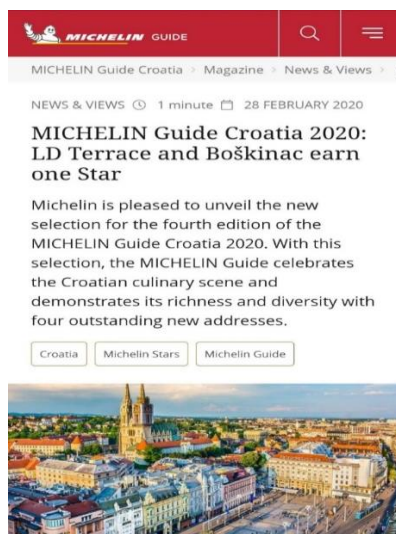 MICHELIN GUIDE
MICHELIN Guide Croatia > Magazine > News & Views >
NEWS & VIEWS 1 minute 28 FEBRUARY 2020
MICHELIN Guide Croatia 2020:
LD Terrace and Boškinac earn
one Star
Michelin is pleased to unveil the new
selection for the fourth edition of the
MICHELIN Guide Croatia 2020. With this
selection, the MICHELIN Guide celebrates
the Croatian culinary scene and
demonstrates its richness and diversity with
four outstanding new addresses.
Croatia Michelin Stars Michelin Guide